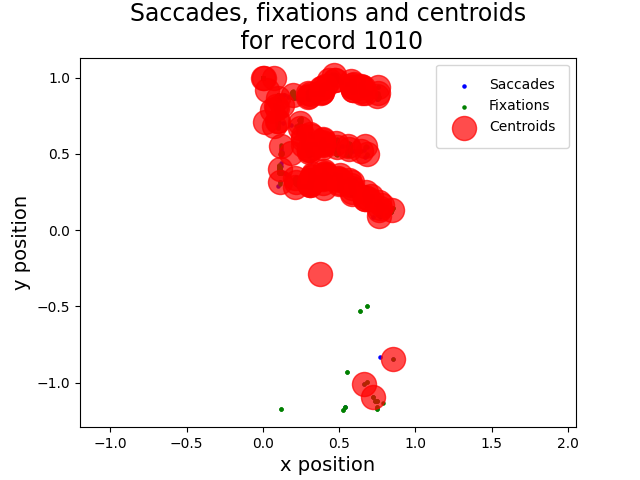 Saccades, fixations and centroids
for record 1010
Saccades
Fixations
Centroids
y position
1.0
0.5
0.0
−0.5
−1.0
−1.0
−0.5
0.0
0.5
1.0
1.5
2.0
x position